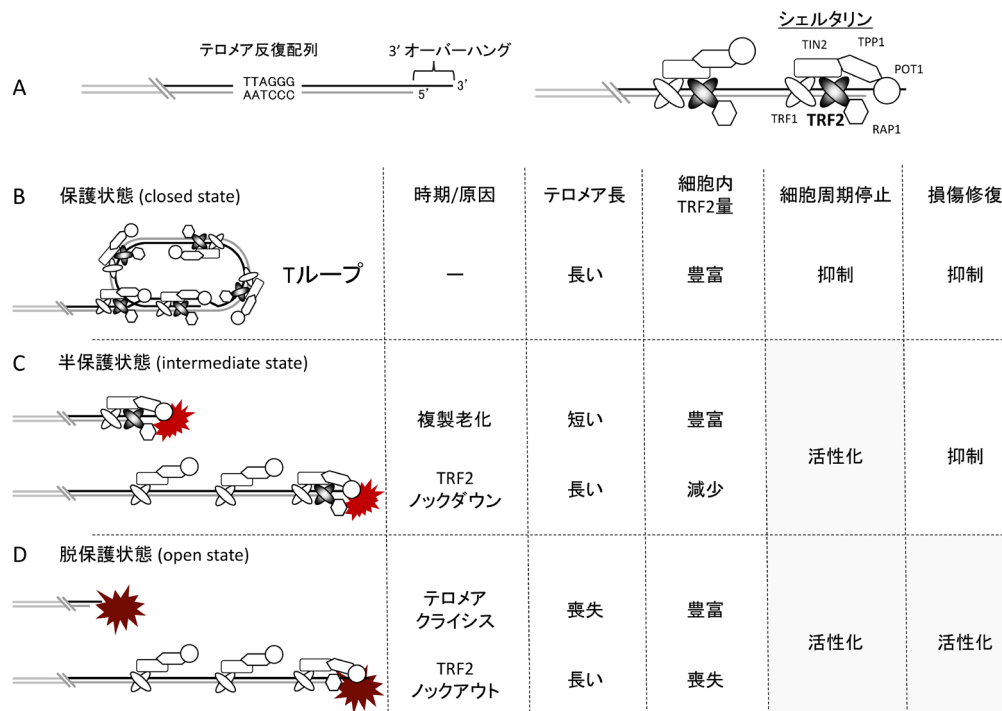 A
テロメア反復配列
TTAGGG
AATCCC
3' オーバーハング
3'
5'
シェルタリン
TIN2
TPP1
POT1
TRF1
TRF2
RAP1
B 保護状態 (closed state)
時期/原因
テロメア長
細胞内
TRF2量
細胞周期停止
損傷修復
Tループ
ー
長い
豊富
抑制
抑制
C 半保護状態 (intermediate state)
複製老化
短い
豊富
活性化
抑制
TRF2
ノックダウン
長い
減少
D 脱保護状態 (open state)
テロメア
クライシス
喪失
豊富
活性化
活性化
TRF2
ノックアウト
長い
喪失